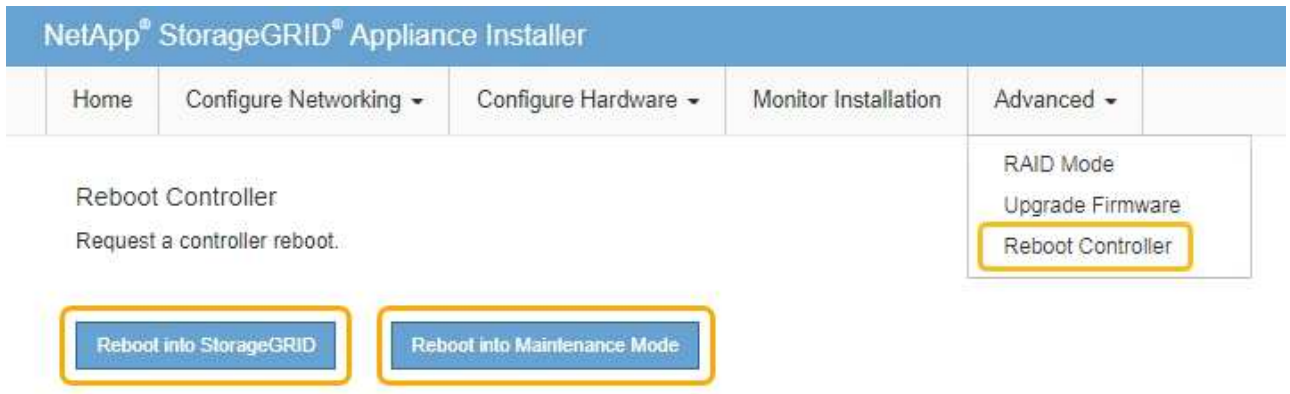 NetApp® StorageGRID® Appliance Installer
Home Configure Networking Configure Hardware Monitor Installation Advanced
RAID Mode
Upgrade Firmware
Reboot Controller
Reboot Controller
Request a controller reboot.
Reboot into StorageGRID Reboot into Maintenance Mode